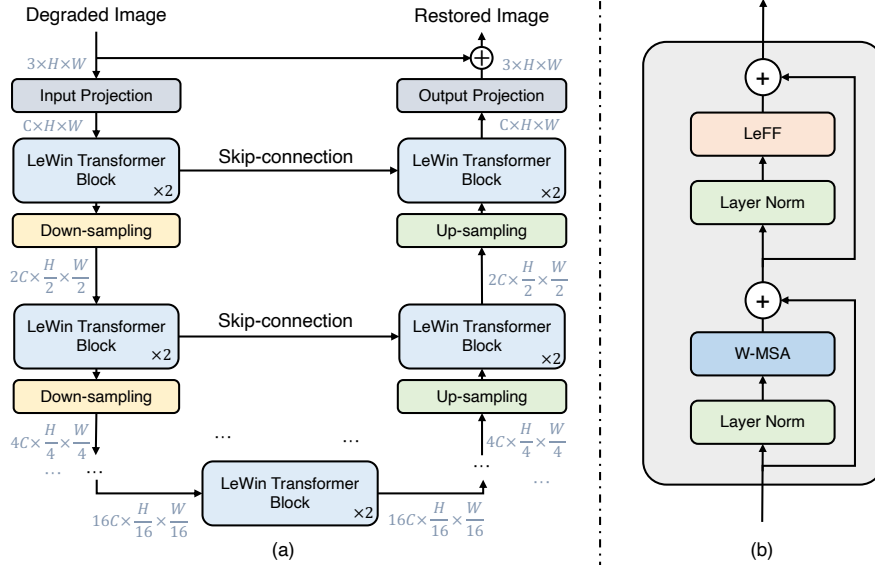 Degraded Image
Restored Image
3×H×W
3×H×W
Input Projection
Output Projection
C×H×W
C×H×W
LeWin Transformer
Block
×2
Skip-connection
LeWin Transformer
Block
×2
Down-sampling
Up-sampling
2C×H/2×W/2
2C×H/2×W/2
LeWin Transformer
Block
×2
Skip-connection
LeWin Transformer
Block
×2
Down-sampling
Up-sampling
4C×H/4×W/4
...
...
4C×H/4×W/4
... ...
...
...
LeWin Transformer
Block
×2
16C×H/16×W/16
16C×H/16×W/16
(a)
+
LeFF
Layer Norm
+
W-MSA
Layer Norm
(b)